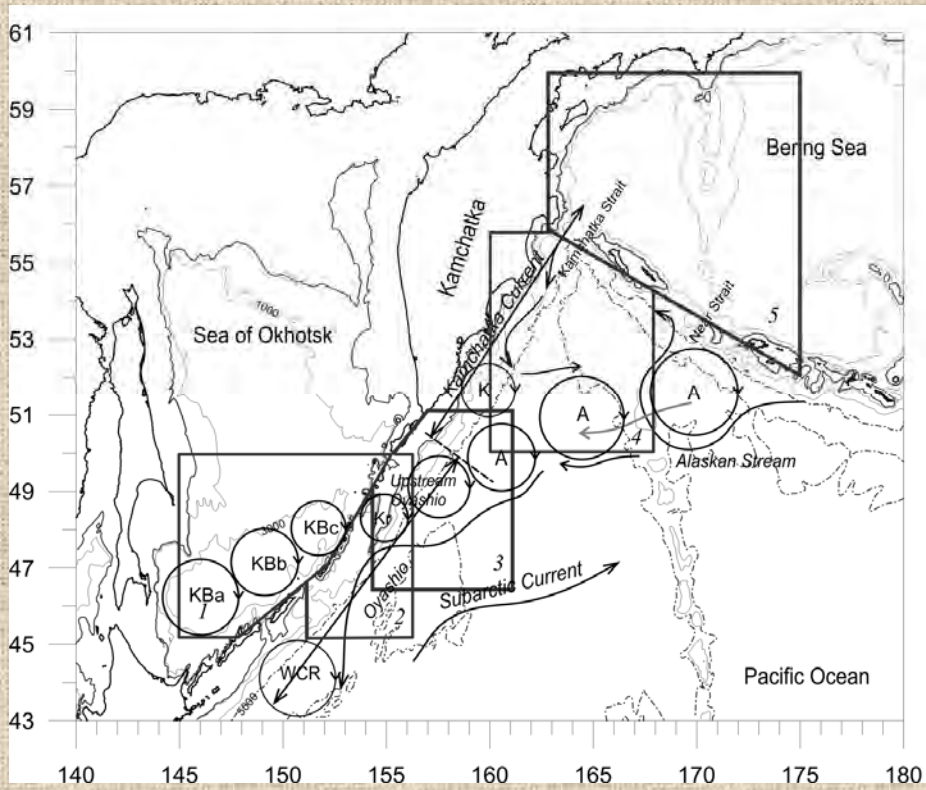 61
59
57
55
53
51
49
47
45
43
Bering Sea
Kamchatka
Kamchatka Strait
Kamchatka Current
1000
Sea of Okhotsk
Near Strait
5
K
A
A
4
A
Alaskan Stream
Upstream
Oyashio
KBc
3000
KBb
3
KBa
1
Oyashio
Subarctic Current
2
WCR
5000
Pacific Ocean
140 145 150 155 160 165 170 175 180